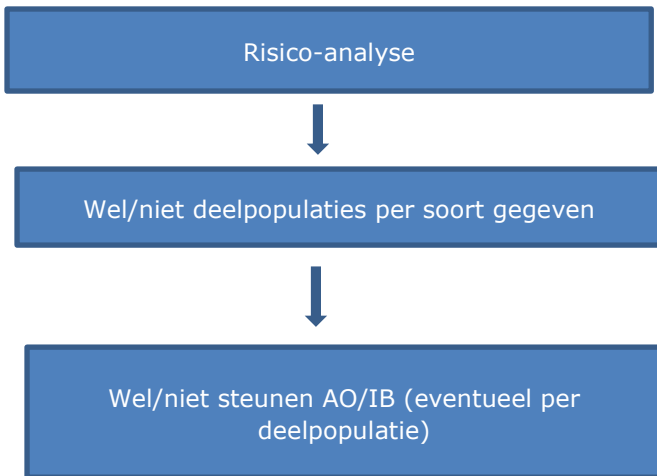 Risico-analyse
Wel/niet deelpopulaties per soort gegeven
Wel/niet steunen AO/IB (eventueel per
deelpopulatie)